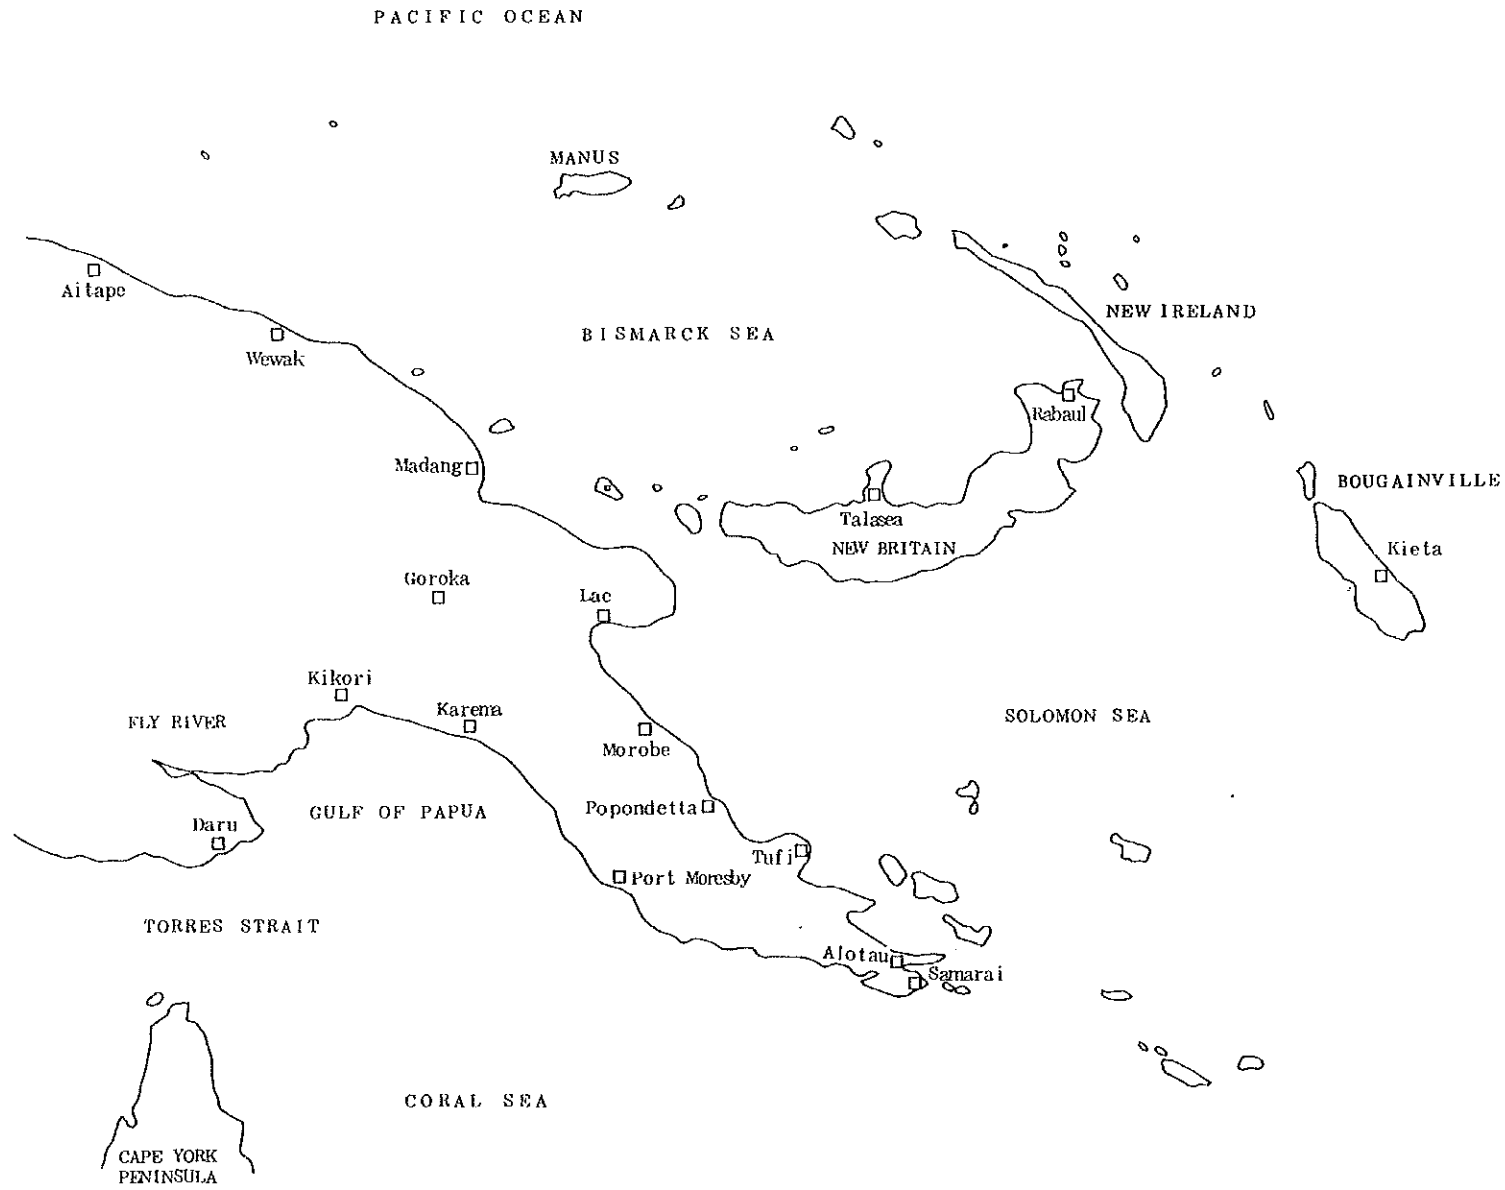 PACIFIC OCEAN
MANUS
Aitape
NEW IRELAND
BISMARCK SEA
Wewak
Rabaul
Madang
BOUGAINVILLE
Talasea
NEW BRITAIN
Kieta
Goroka
Lae
Kikori
Karema
FLY RIVER
SOLOMON SEA
Morobe
Popondetta
GULF OF PAPUA
Daru
Tufi
Port Moresby
TORRES STRAIT
Alotau
Samarai
CORAL SEA
CAPE YORK
PENINSULA